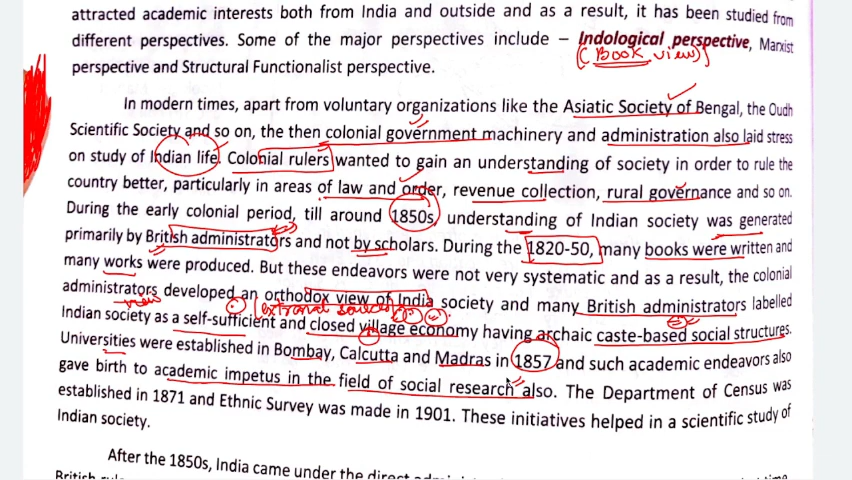 attracted academic interests both from India and outside and as a result, it has been studied from
different perspectives. Some of the major perspectives include – Indological perspective, Marxist
(Book view)
perspective and Structural Functionalist perspective.
In modern times, apart from voluntary organizations like the Asiatic Society of Bengal, the Oudh
Scientific Society and so on, the then colonial government machinery and administration also laid stress
on study of Indian life. Colonial rulers wanted to gain an understanding of society in order to rule the
country better, particularly in areas of law and order, revenue collection, rural governance and so on.
During the early colonial period, till around 1850s, understanding of Indian society was generated
primarily by British administrators and not by scholars. During the 1820-50, many books were written and
many works were produced. But these endeavors were not very systematic and as a result, the colonial
administrators developed an orthodox view of India society and many British administrators labelled
view
Indian society as a self-sufficient and closed village economy having archaic caste-based social structures.
Universities were established in Bombay, Calcutta and Madras in 1857 and such academic endeavors also
gave birth to academic impetus in the field of social research also. The Department of Census was
established in 1871 and Ethnic Survey was made in 1901. These initiatives helped in a scientific study of
Indian society.
After the 1850s, India came under the direct
British